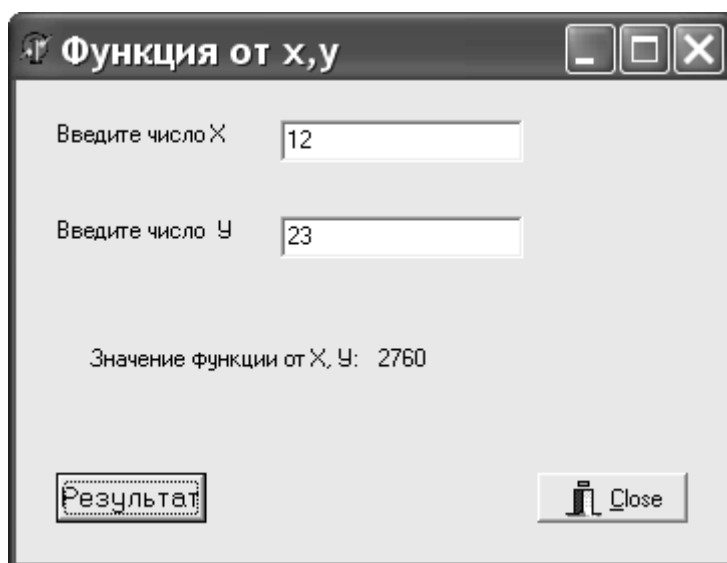 Функция от x,y
Введите число X
12
Введите число У
23
Значение функции от X, У: 2760
Результат
Close